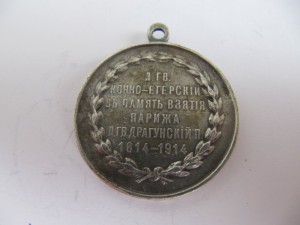 Л.ГВ.
КОННО-ЕГЕРСКІЙ
ВЪ ПАМЯТЬ ВЗЯТІЯ
ПАРИЖА
Л.ГВ.ДРАГУНСКІЙ П.
1814-1914